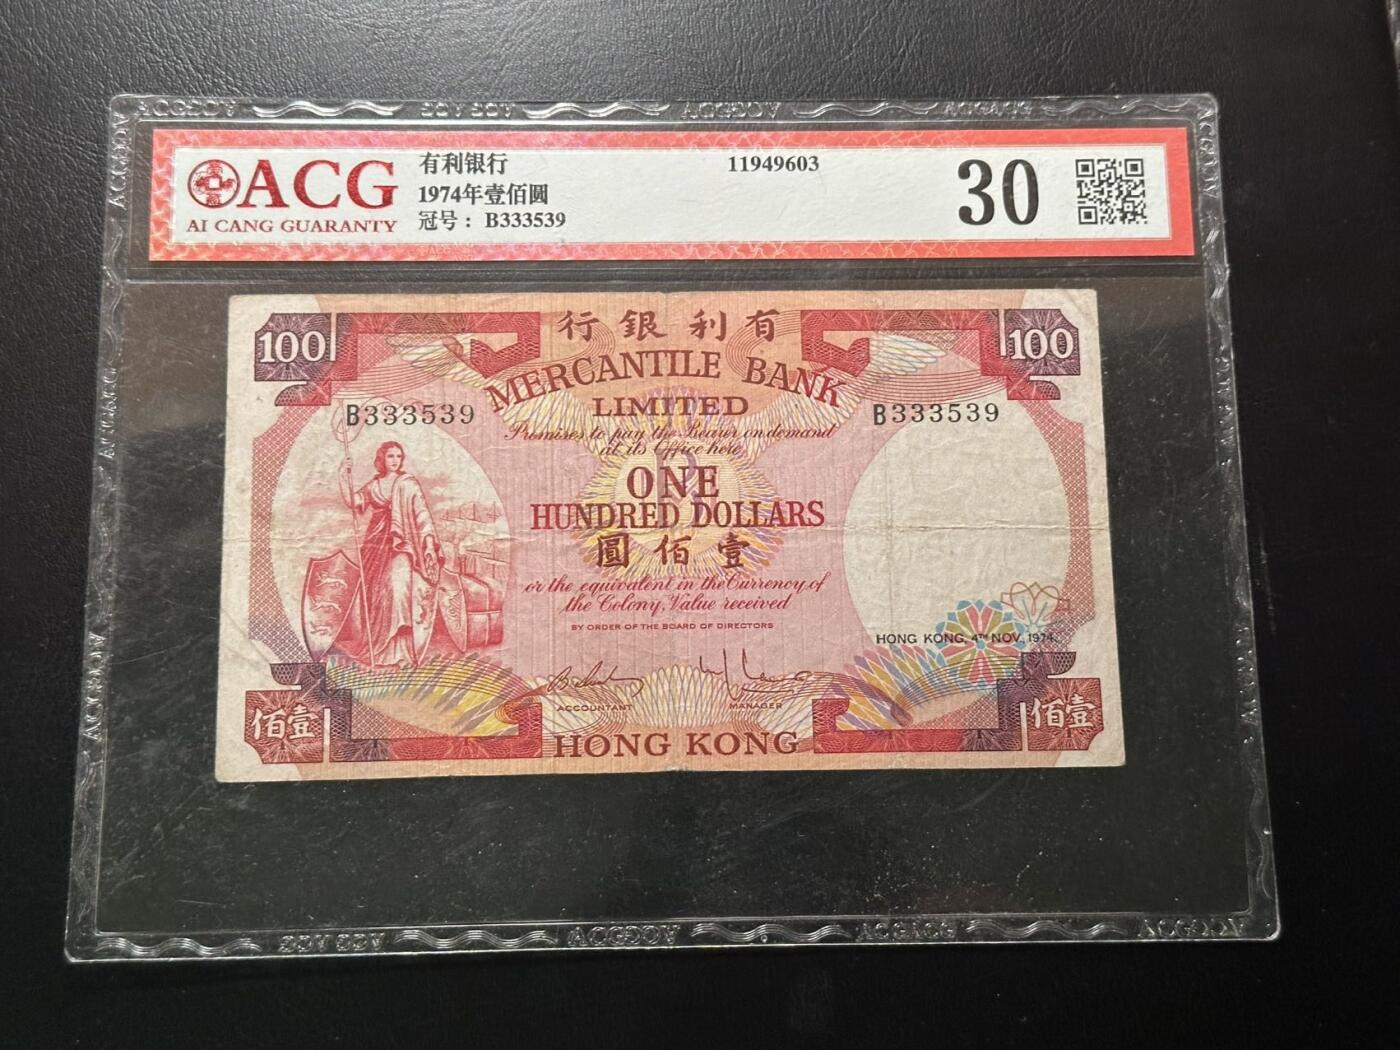 ACG
AI CANG GUARANTY
有利银行
1974年壹佰圆
冠号：B333539
11949603
30
100
行銀利有
100
MERCANTILE BANK
LIMITED
B333539
B333539
Promises to pay the Bearer on demand
at its Office here
ONE
HUNDRED DOLLARS
圓佰壹
or the equivalent in the Currency of
the Colony, Value received
BY ORDER OF THE BOARD OF DIRECTORS
HONG KONG, 4TH NOV, 1974.
ACCOUNTANT
MANAGER
佰壹
HONG KONG
佰壹